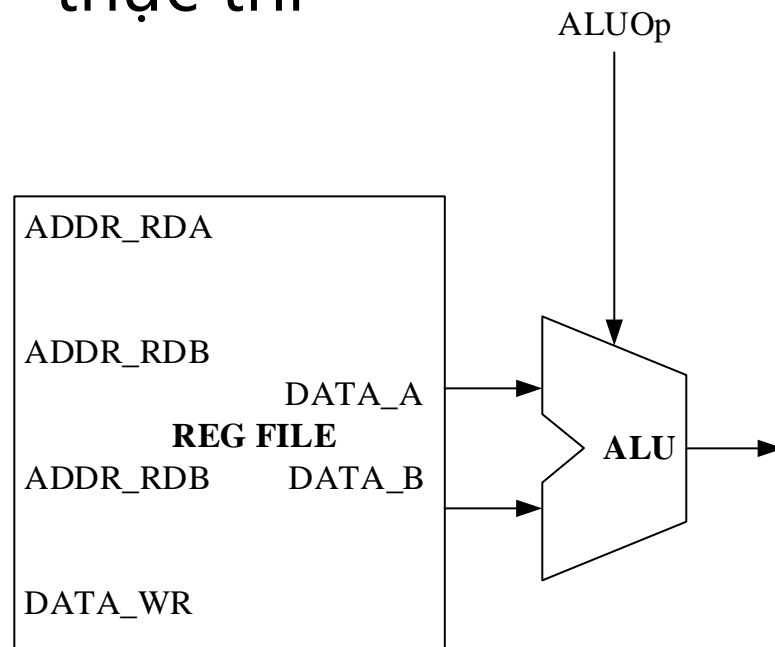 thực thi
ALUOp
ADDR_RDA
ADDR_RDB
DATA_A
REG FILE
ALU
ADDR_RDB
DATA_B
DATA_WR